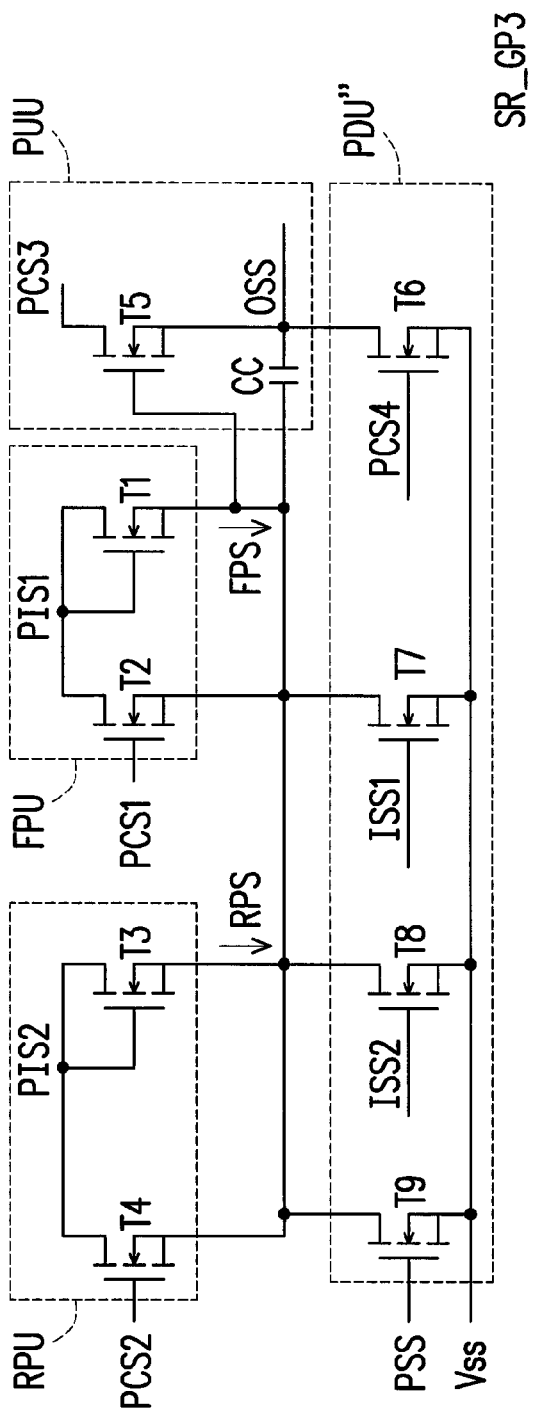 RPU
FPU
PUU
PIS2
PIS1
PCS3
T4
T3
T2
T1
T5
PCS2
PCS1
RPS
FPS
CC
OSS
PDU”
T9
T8
T7
T6
PSS
ISS2
ISS1
PCS4
Vss
SR_GP3